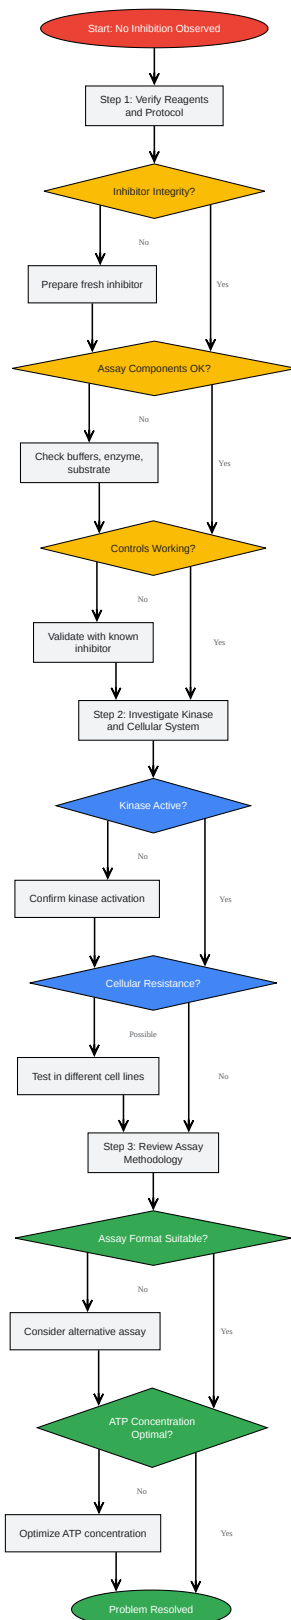 Start: No Inhibition Observed
Step 1: Verify Reagents
and Protocol
Inhibitor Integrity?
No
Prepare fresh inhibitor
Yes
Assay Components OK?
No
Check buffers, enzyme,
substrate
Yes
Controls Working?
No
Validate with known
inhibitor
Yes
Step 2: Investigate Kinase
and Cellular System
Kinase Active?
No
Confirm kinase activation
Yes
Cellular Resistance?
Possible
Test in different cell lines
No
Step 3: Review Assay
Methodology
Assay Format Suitable?
No
Consider alternative assay
Yes
ATP Concentration
Optimal?
No
Optimize ATP concentration
Yes
Problem Resolved